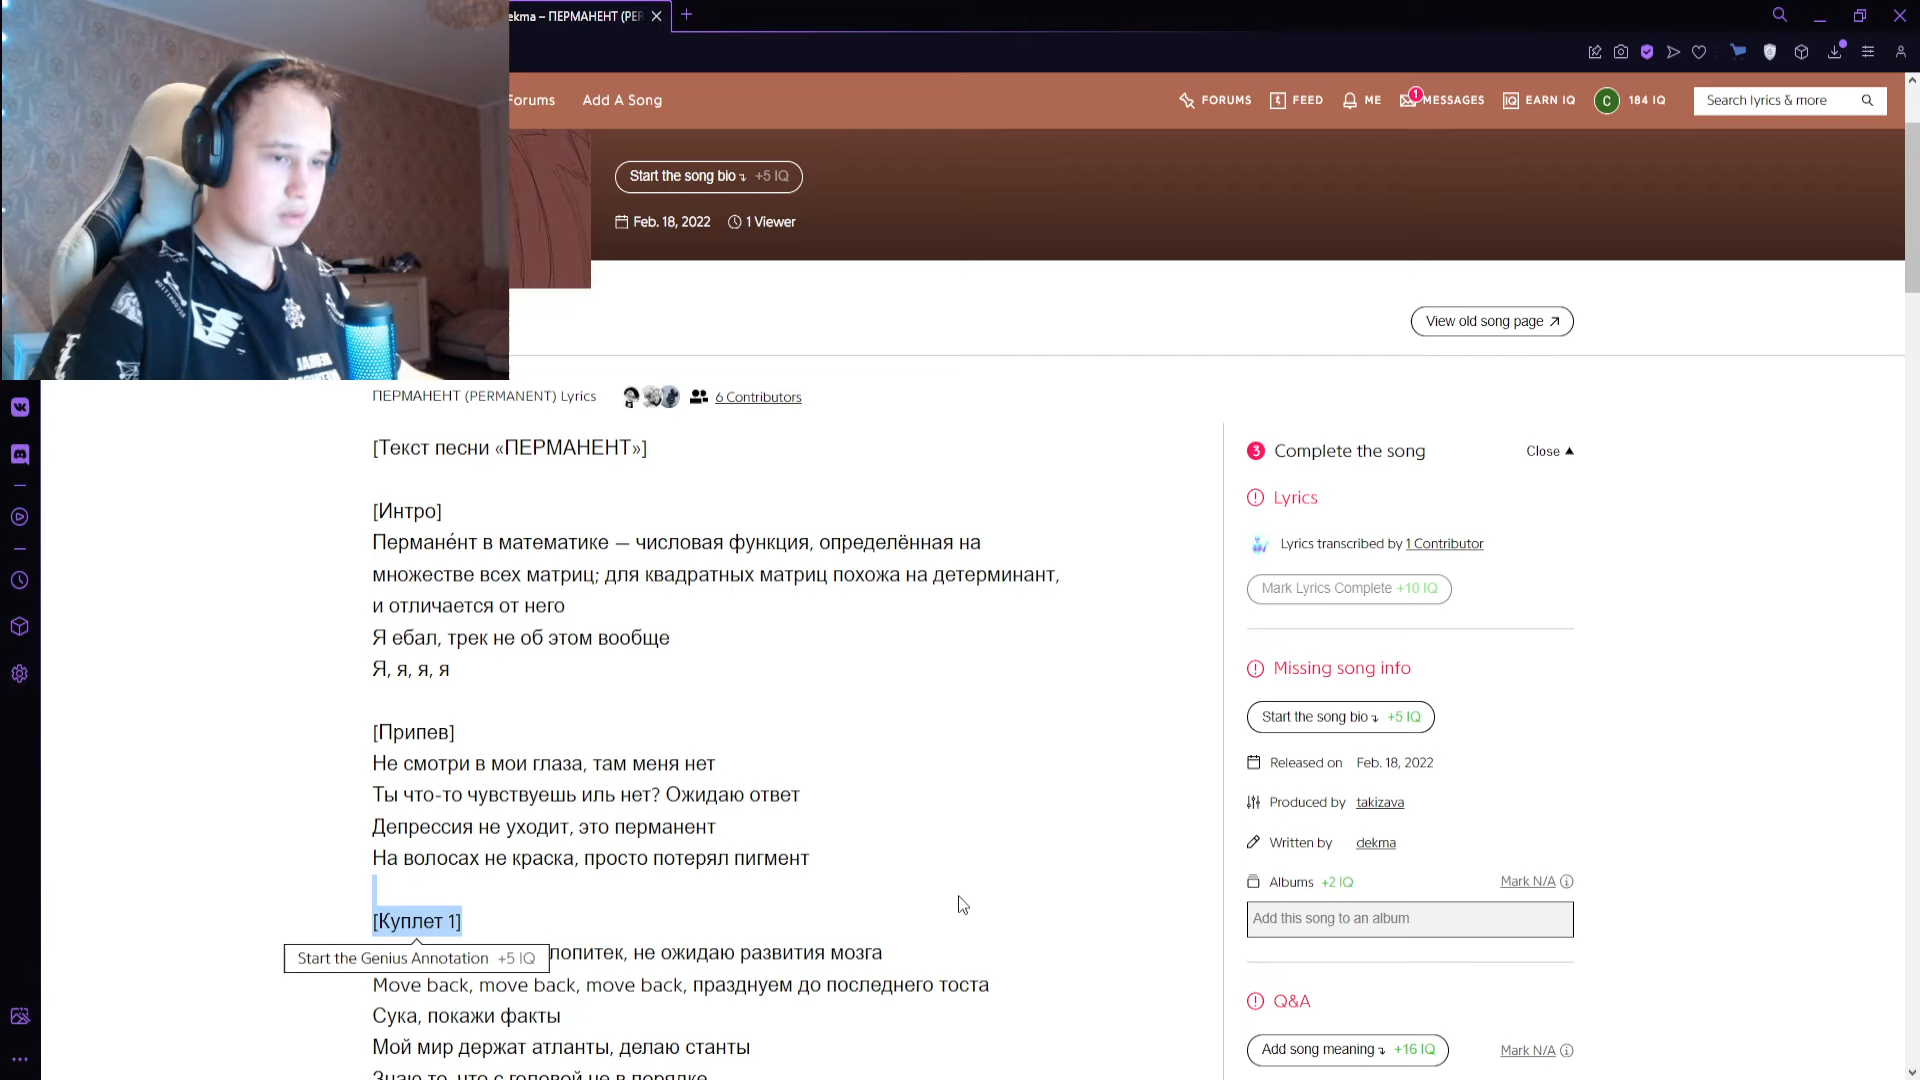 ekma – ПЕРМАНЕНТ (PER
Forums
Add A Song
FORUMS
FEED
ME
1
MESSAGES
EARN IQ
C
184 IQ
Search lyrics & more
Start the song bio +5 IQ
Feb. 18, 2022
1 Viewer
View old song page
ПЕРМАНЕНТ (PERMANENT) Lyrics
6 Contributors
[Текст песни «ПЕРМАНЕНТ»]
[Интро]
Перманéнт в математике — числовая функция, определённая на
множестве всех матриц; для квадратных матриц похожа на детерминант,
и отличается от него
Я ебал, трек не об этом вообще
Я, я, я, я
[Припев]
Не смотри в мои глаза, там меня нет
Ты что-то чувствуешь иль нет? Ожидаю ответ
Депрессия не уходит, это перманент
На волосах не краска, просто потерял пигмент
[Куплет 1]
Start the Genius Annotation +5 IQ
лопитек, не ожидаю развития мозга
Move back, move back, move back, празднуем до последнего тоста
Сука, покажи факты
Мой мир держат атланты, делаю станты
Знаю то, что с головой не в порядке
3 Complete the song
Close
Lyrics
Lyrics transcribed by 1 Contributor
Mark Lyrics Complete +10 IQ
Missing song info
Start the song bio +5 IQ
Released on Feb. 18, 2022
Produced by takizava
Written by dekma
Albums +2 IQ
Mark N/A
Add this song to an album
Q&A
Add song meaning +16 IQ
Mark N/A